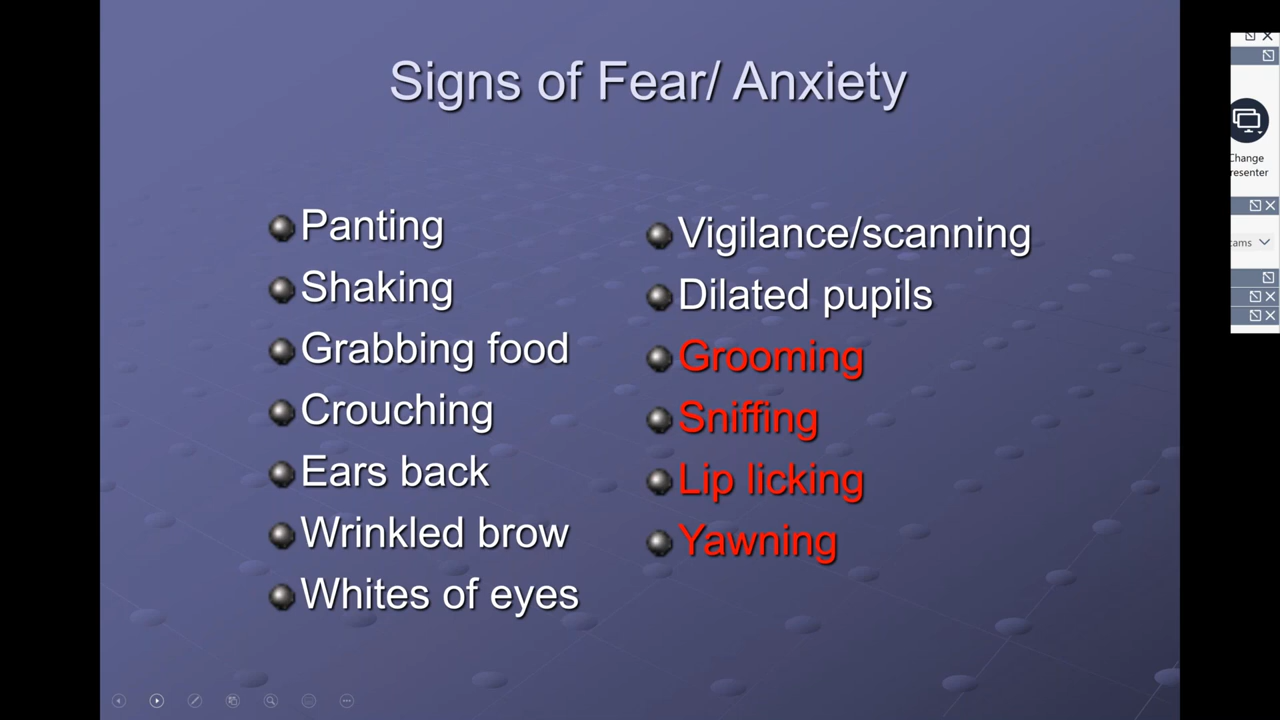 Signs of Fear/ Anxiety
Panting
Shaking
Grabbing food
Crouching
Ears back
Wrinkled brow
Whites of eyes
Vigilance/scanning
Dilated pupils
Grooming
Sniffing
Lip licking
Yawning
Change
resenter
cams